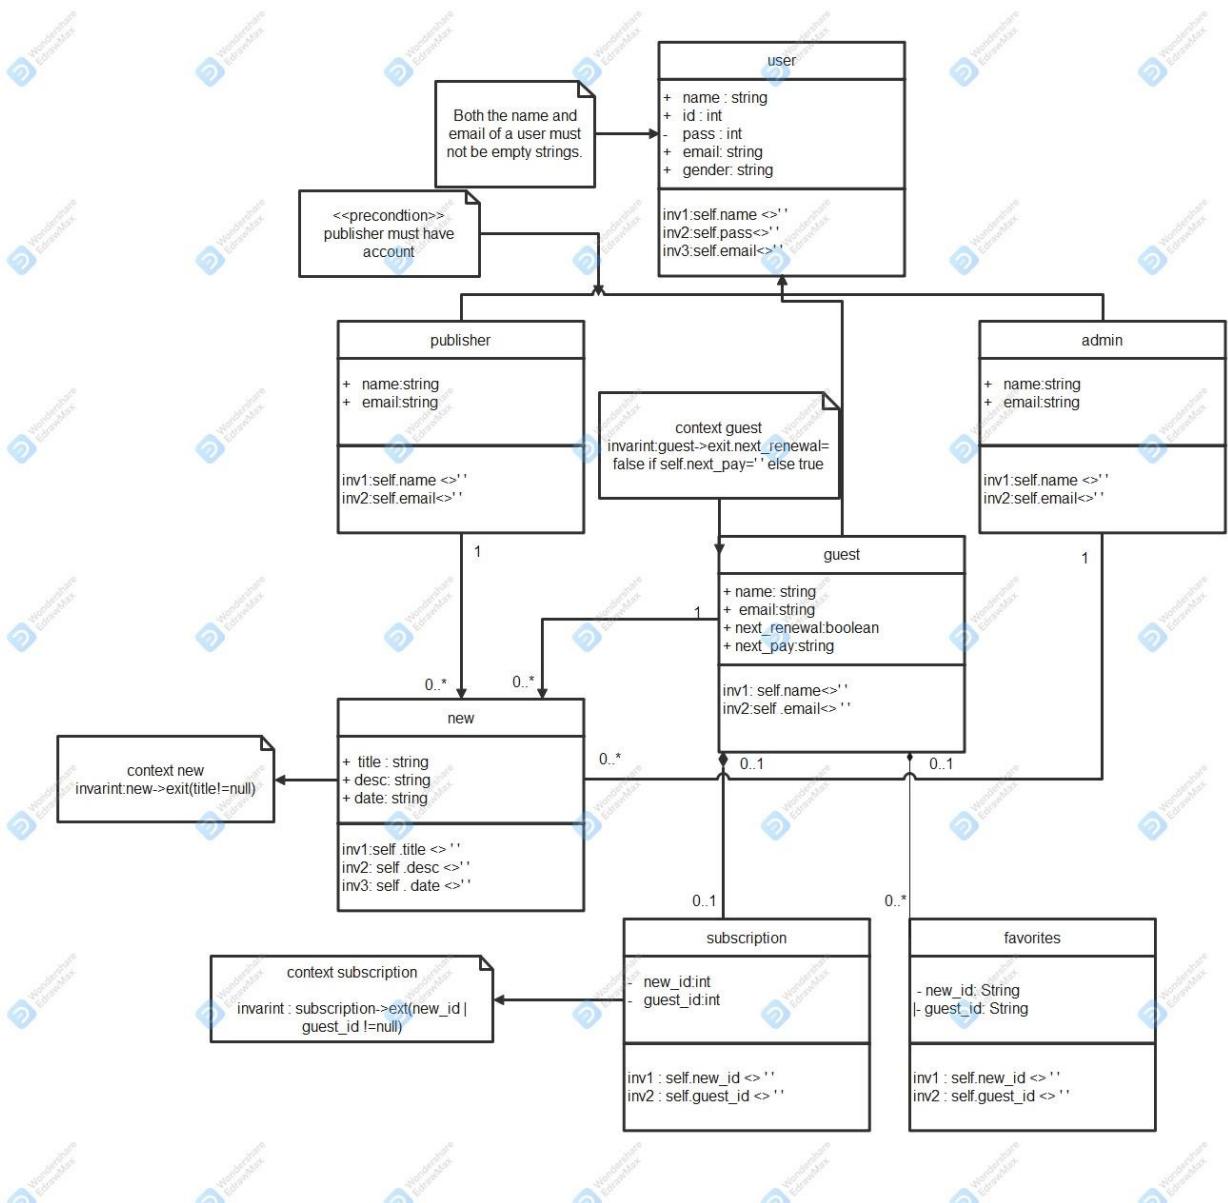 user
+ name : string
+ id : int
- pass : int
+ email: string
+ gender: string
inv1:self.name <>' '
inv2:self.pass<>' '
inv3:self.email<>' '
Both the name and
email of a user must
not be empty strings.
<<precondtion>>
publisher must have
account
publisher
+ name:string
+ email:string
inv1:self.name <>' '
inv2:self.email<>' '
admin
+ name:string
+ email:string
inv1:self.name <>' '
inv2:self.email<>' '
context guest
invarint:guest->exit.next_renewal=
false if self.next_pay=' ' else true
1
1
guest
+ name: string
+ email:string
+ next_renewal:boolean
+ next_pay:string
inv1: self.name<>' '
inv2:self .email<> ' '
1
0..*
0..*
new
+ title : string
+ desc: string
+ date: string
inv1:self .title <> ' '
inv2: self .desc <>' '
inv3: self . date <>' '
context new
invarint:new->exit(title!=null)
0..*
0..1
0..1
0..1
0..*
subscription
- new_id:int
- guest_id:int
inv1 : self.new_id <> ' '
inv2 : self.guest_id <> ' '
context subscription
invarint : subscription->ext(new_id |
guest_id !=null)
favorites
- new_id: String
|- guest_id: String
inv1 : self.new_id <> ' '
inv2 : self.guest_id <> ' '
Wondershare
EdrawMax